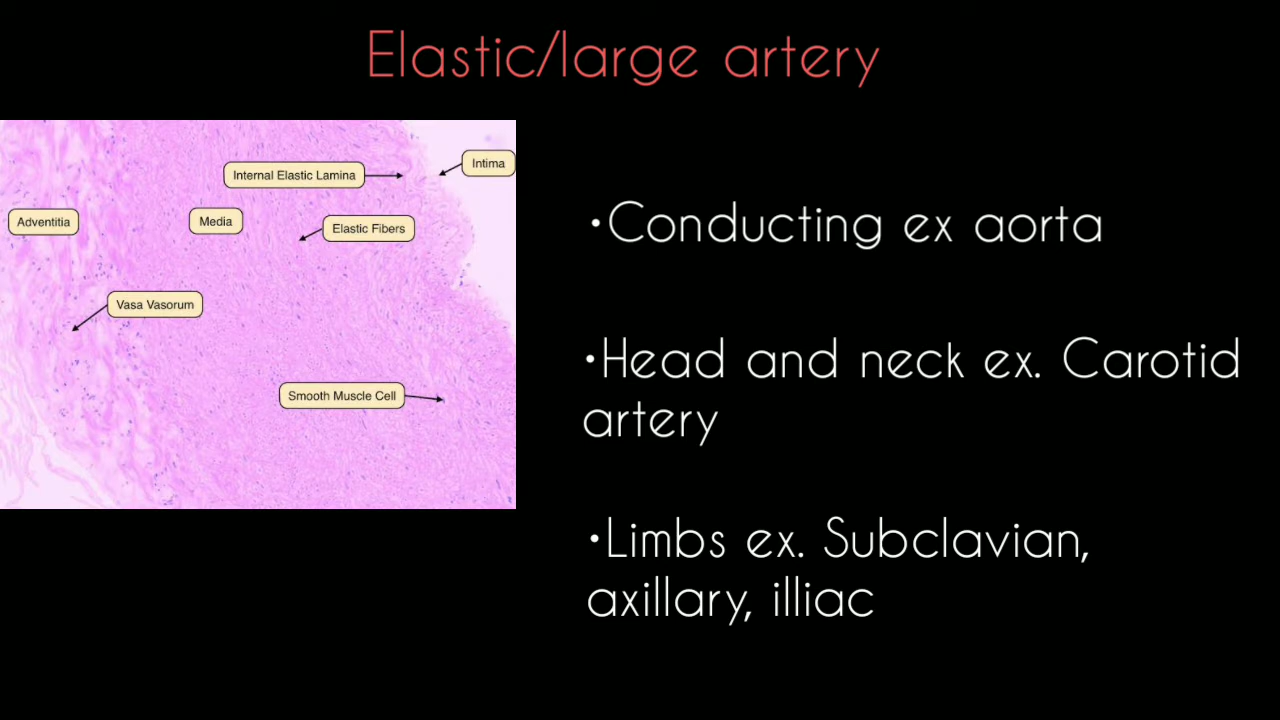 Elastic/large artery
Intima
Internal Elastic Lamina
Adventitia
Media
Elastic Fibers
Vasa Vasorum
Smooth Muscle Cell
•Conducting ex aorta
•Head and neck ex. Carotid
artery
•Limbs ex. Subclavian,
axillary, illiac